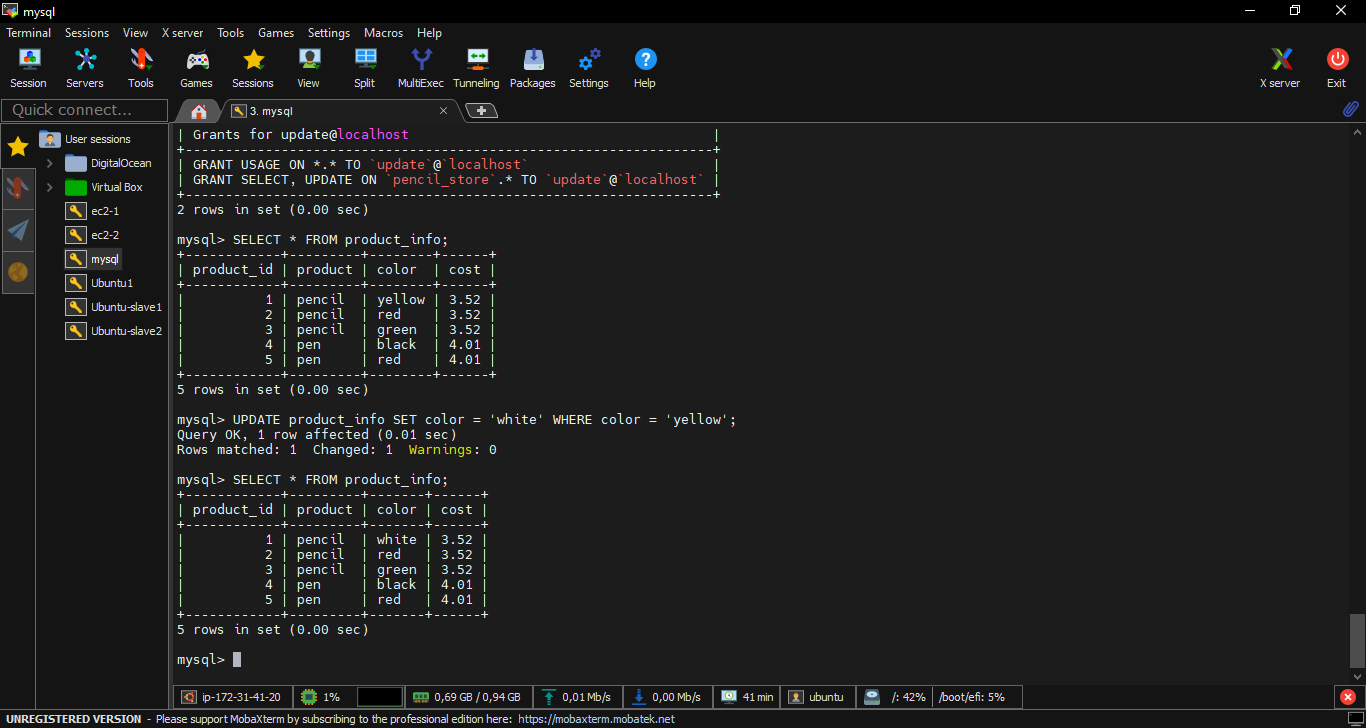 mysql
Terminal Sessions View X server Tools Games Settings Macros Help
Session Servers Tools Games Sessions View Split MultiExec Tunneling Packages Settings Help X server Exit
Quick connect...
3. mysql
User sessions
DigitalOcean
Virtual Box
ec2-1
ec2-2
mysql
Ubuntu1
Ubuntu-slave1
Ubuntu-slave2
| Grants for update@localhost                                      |
+------------------------------------------------------------------+
| GRANT USAGE ON *.* TO `update`@`localhost`                       |
| GRANT SELECT, UPDATE ON `pencil_store`.* TO `update`@`localhost` |
+------------------------------------------------------------------+
2 rows in set (0.00 sec)
mysql> SELECT * FROM product_info;
+------------+---------+--------+------+
| product_id | product | color  | cost |
+------------+---------+--------+------+
|          1 | pencil  | yellow | 3.52 |
|          2 | pencil  | red    | 3.52 |
|          3 | pencil  | green  | 3.52 |
|          4 | pen     | black  | 4.01 |
|          5 | pen     | red    | 4.01 |
+------------+---------+--------+------+
5 rows in set (0.00 sec)
mysql> UPDATE product_info SET color = 'white' WHERE color = 'yellow';
Query OK, 1 row affected (0.01 sec)
Rows matched: 1  Changed: 1  Warnings: 0
mysql> SELECT * FROM product_info;
+------------+---------+-------+------+
| product_id | product | color | cost |
+------------+---------+-------+------+
|          1 | pencil  | white | 3.52 |
|          2 | pencil  | red   | 3.52 |
|          3 | pencil  | green | 3.52 |
|          4 | pen     | black | 4.01 |
|          5 | pen     | red   | 4.01 |
+------------+---------+-------+------+
5 rows in set (0.00 sec)
mysql>
ip-172-31-41-20 1% 0,69 GB / 0,94 GB 0,01 Mb/s 0,00 Mb/s 41 min ubuntu /: 42% /boot/efi: 5%
UNREGISTERED VERSION - Please support MobaXterm by subscribing to the professional edition here: https://mobaxterm.mobatek.net